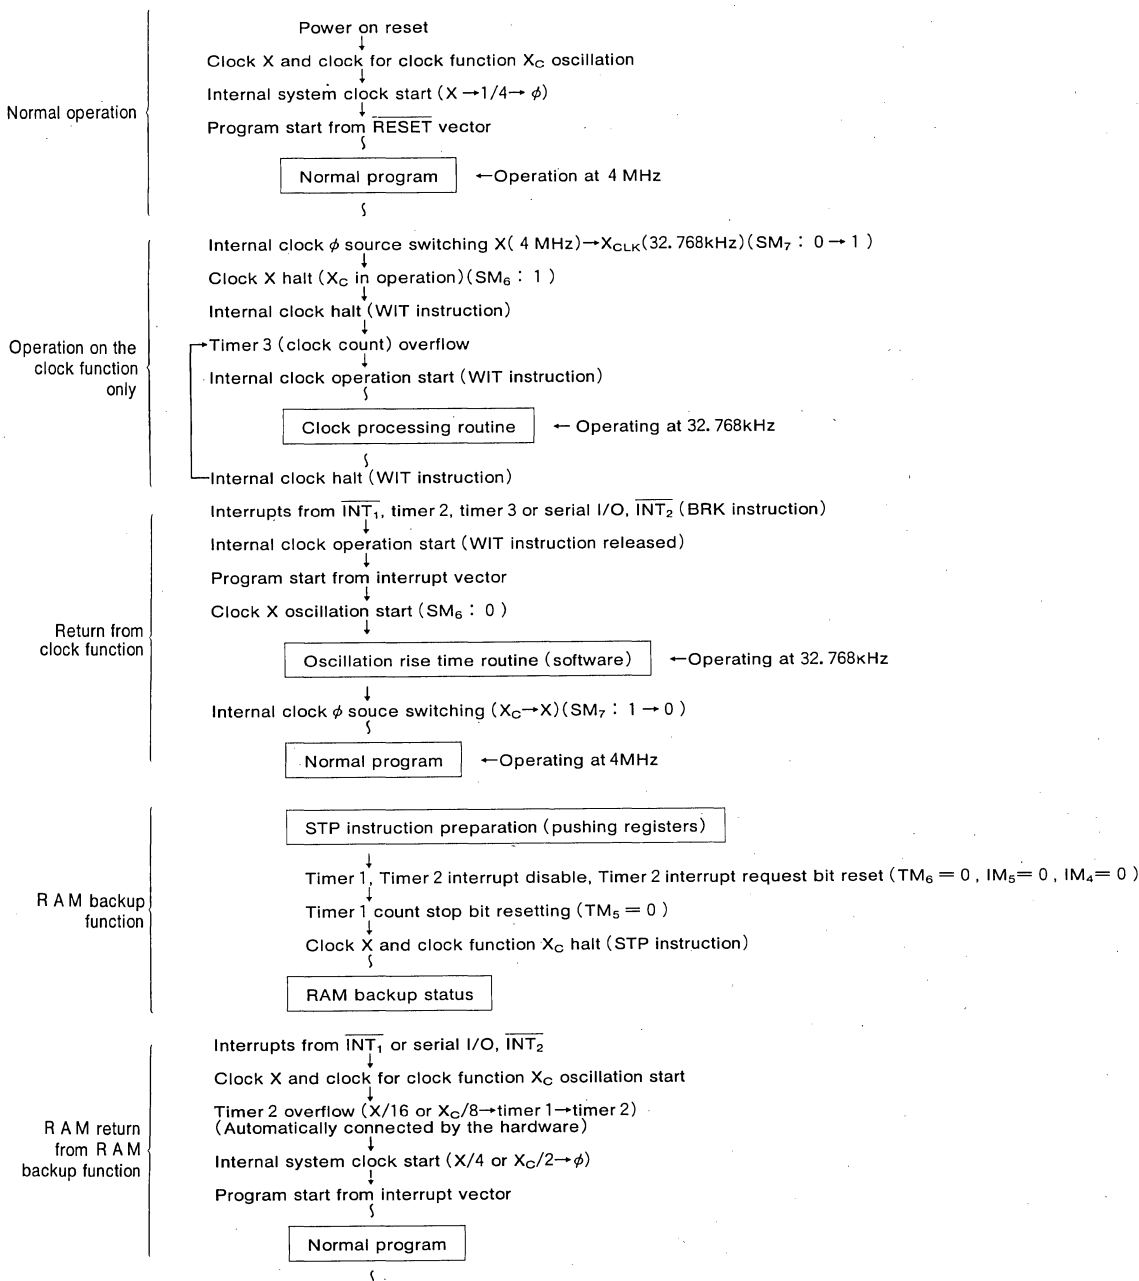 Normal operation
Power on reset
↓
Clock X and clock for clock function X_C oscillation
↓
Internal system clock start (X→1/4→ φ)
↓
Program start from R̅E̅S̅E̅T̅ vector
Normal program ←Operation at 4 MHz
Operation on the
clock function
only
Internal clock φ source switching X( 4 MHz)→X_CLK(32.768kHz)(SM₇ : 0 → 1 )
↓
Clock X halt (X_C in operation)(SM₆ : 1 )
↓
Internal clock halt (WIT instruction)
↓
Timer 3 (clock count) overflow
↓
Internal clock operation start (WIT instruction)
Clock processing routine ← Operating at 32.768kHz
Internal clock halt (WIT instruction)
Return from
clock function
Interrupts from I̅N̅T̅₁, timer 2, timer 3 or serial I/O, I̅N̅T̅₂ (BRK instruction)
↓
Internal clock operation start (WIT instruction released)
↓
Program start from interrupt vector
↓
Clock X oscillation start (SM₆ : 0 )
↓
Oscillation rise time routine (software) ←Operating at 32.768kHz
↓
Internal clock φ souce switching (X_C→X)(SM₇ : 1 → 0 )
Normal program ←Operating at 4MHz
R A M backup
function
STP instruction preparation (pushing registers)
↓
Timer 1, Timer 2 interrupt disable, Timer 2 interrupt request bit reset (TM₆ = 0 , IM₅= 0 , IM₄= 0 )
↓
Timer 1 count stop bit resetting (TM₅ = 0 )
↓
Clock X and clock function X_C halt (STP instruction)
RAM backup status
R A M return
from R A M
backup function
Interrupts from I̅N̅T̅₁ or serial I/O, I̅N̅T̅₂
↓
Clock X and clock for clock function X_C oscillation start
↓
Timer 2 overflow (X/16 or X_C/8→timer 1→timer 2)
(Automatically connected by the hardware)
↓
Internal system clock start (X/4 or X_C/2→φ)
↓
Program start from interrupt vector
Normal program